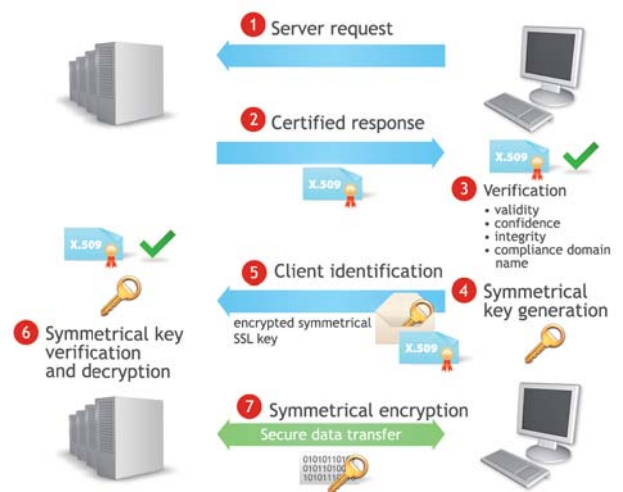 1 Server request
2 Certified response
X.509
X.509
3 Verification
• validity
• confidence
• integrity
• compliance domain
name
X.509
5 Client identification
encrypted symmetrical
SSL key
X.509
4 Symmetrical
key generation
6 Symmetrical key
verification
and decryption
7 Symmetrical encryption
Secure data transfer